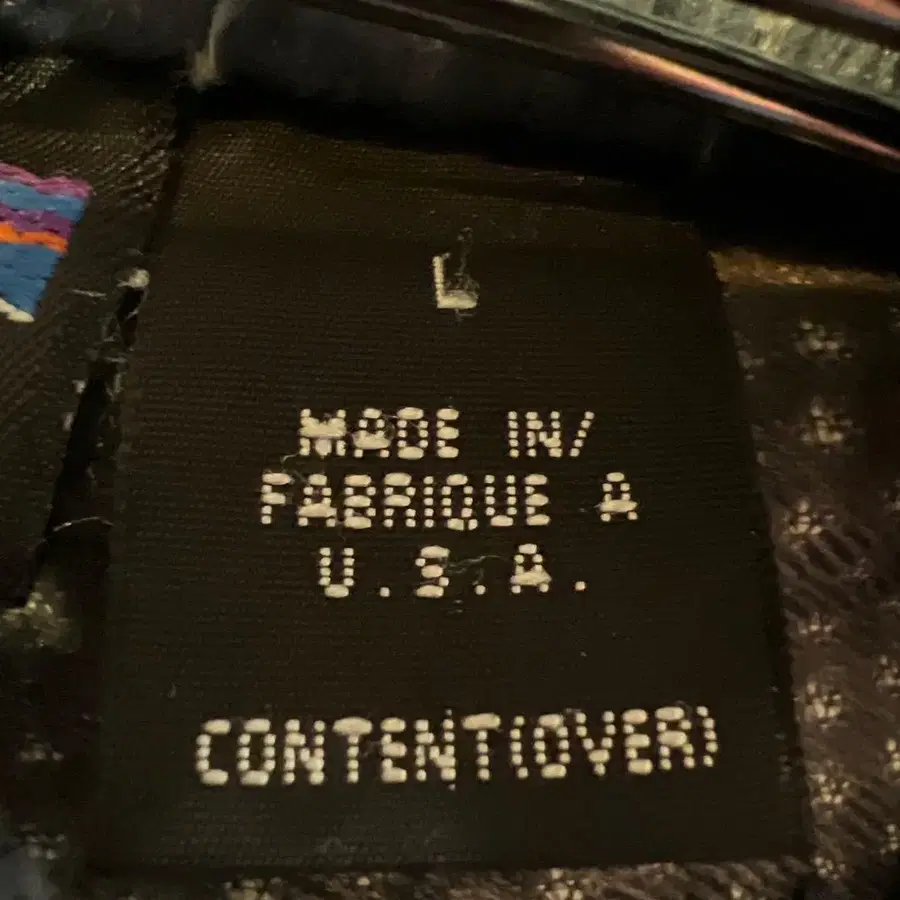 L
MADE IN/
FABRIQUE A
U.S.A.
CONTENT(OVER)